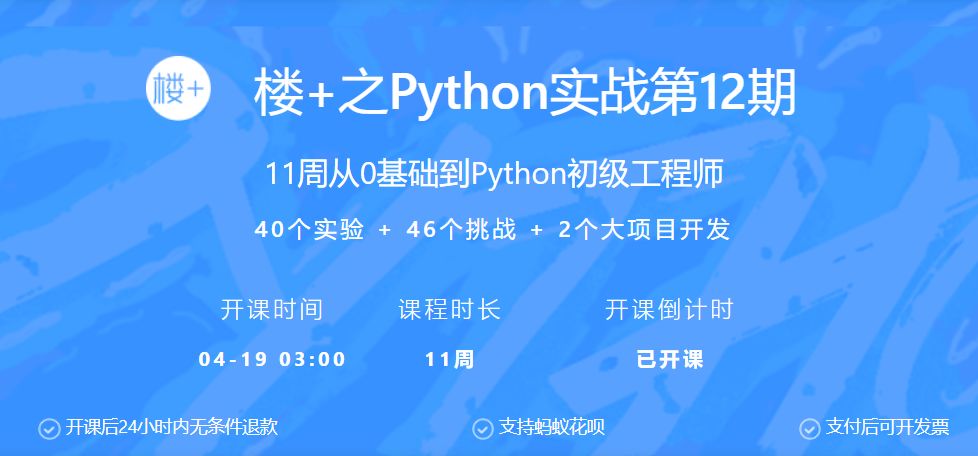 楼+ 楼+之Python实战第12期
11周从0基础到Python初级工程师
40个实验 + 46个挑战 + 2个大项目开发
开课时间 课程时长 开课倒计时
04-19 03:00 11周 已开课
开课后24小时内无条件退款 支持蚂蚁花呗 支付后可开发票